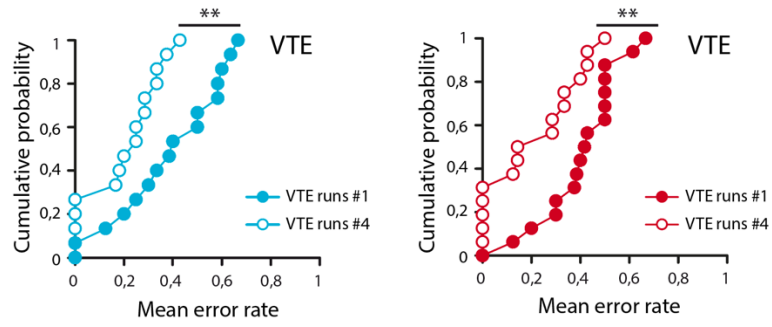 **
VTE
Cumulative probability
1
0,8
0,6
0,4
0,2
0
0
0,2
0,4
0,6
0,8
1
Mean error rate
VTE runs #1
VTE runs #4
**
VTE
Cumulative probability
1
0,8
0,6
0,4
0,2
0
0
0,2
0,4
0,6
0,8
1
Mean error rate
VTE runs #1
VTE runs #4